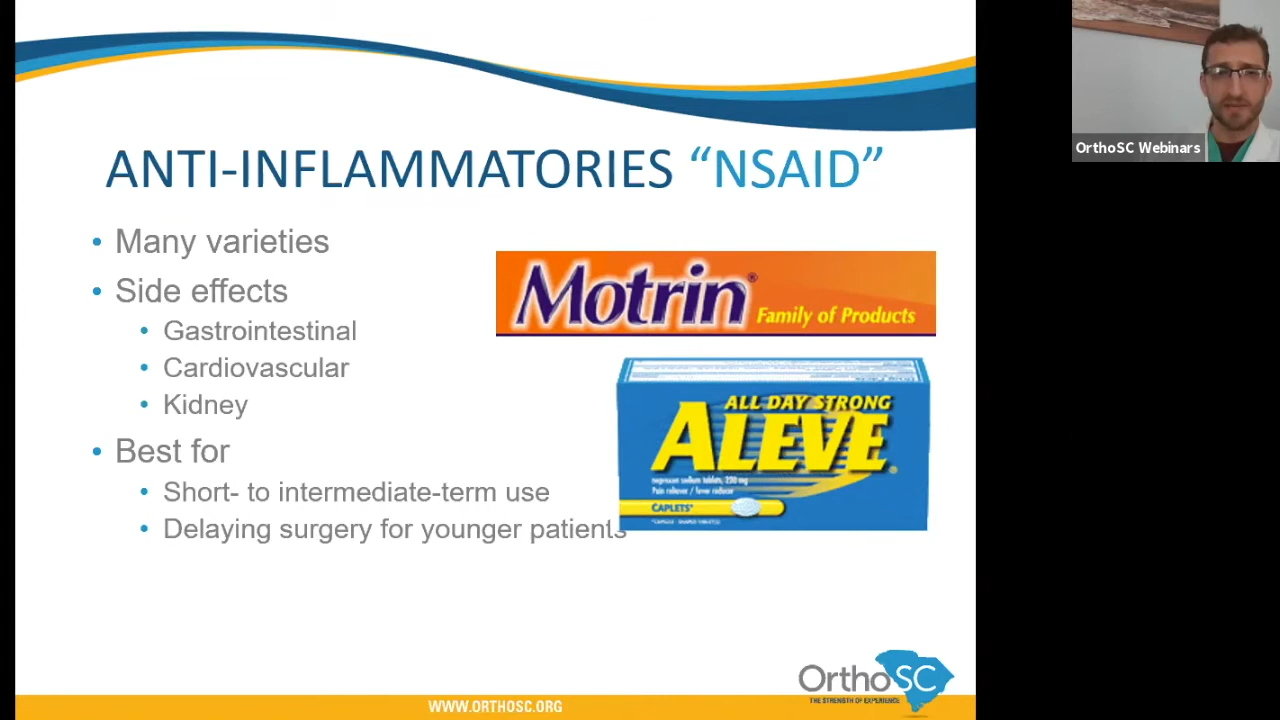 OrthoSC Webinars
ANTI-INFLAMMATORIES “NSAID”
• Many varieties
• Side effects
• Gastrointestinal
• Cardiovascular
• Kidney
• Best for
• Short- to intermediate-term use
• Delaying surgery for younger patients
Motrin®
Family of Products
ALL DAY STRONG
ALEVE®
naproxen sodium tablets, 220 mg
Pain reliever / fever reducer
CAPLETS*
OrthoSC
THE STRENGTH OF EXPERIENCE
WWW.ORTHOSC.ORG